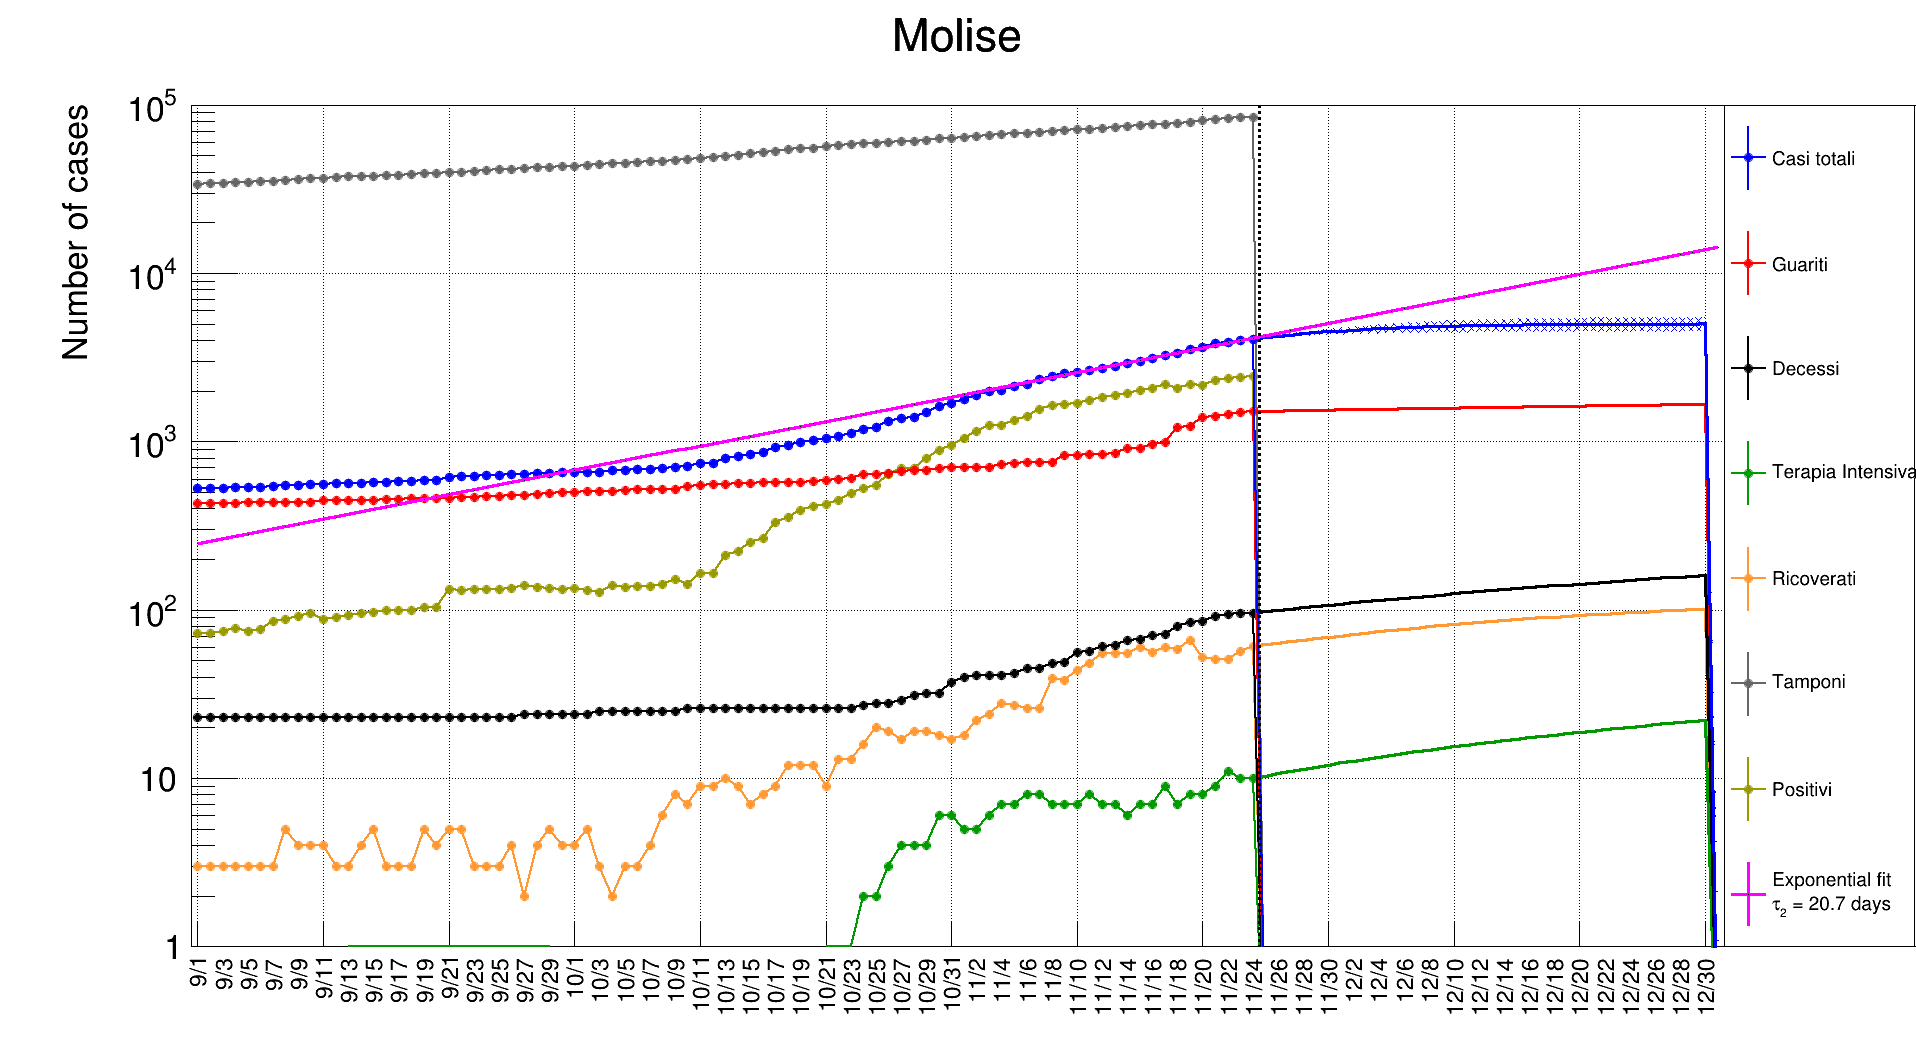 Molise
Number of cases
10^5
10^4
10^3
10^2
10
1
9/1 9/3 9/5 9/7 9/9 9/11 9/13 9/15 9/17 9/19 9/21 9/23 9/25 9/27 9/29 10/1 10/3 10/5 10/7 10/9 10/11 10/13 10/15 10/17 10/19 10/21 10/23 10/25 10/27 10/29 10/31 11/2 11/4 11/6 11/8 11/10 11/12 11/14 11/16 11/18 11/20 11/22 11/24 11/26 11/28 11/30 12/2 12/4 12/6 12/8 12/10 12/12 12/14 12/16 12/18 12/20 12/22 12/24 12/26 12/28 12/30
Casi totali
Guariti
Decessi
Terapia Intensiva
Ricoverati
Tamponi
Positivi
Exponential fit
τ₂ = 20.7 days